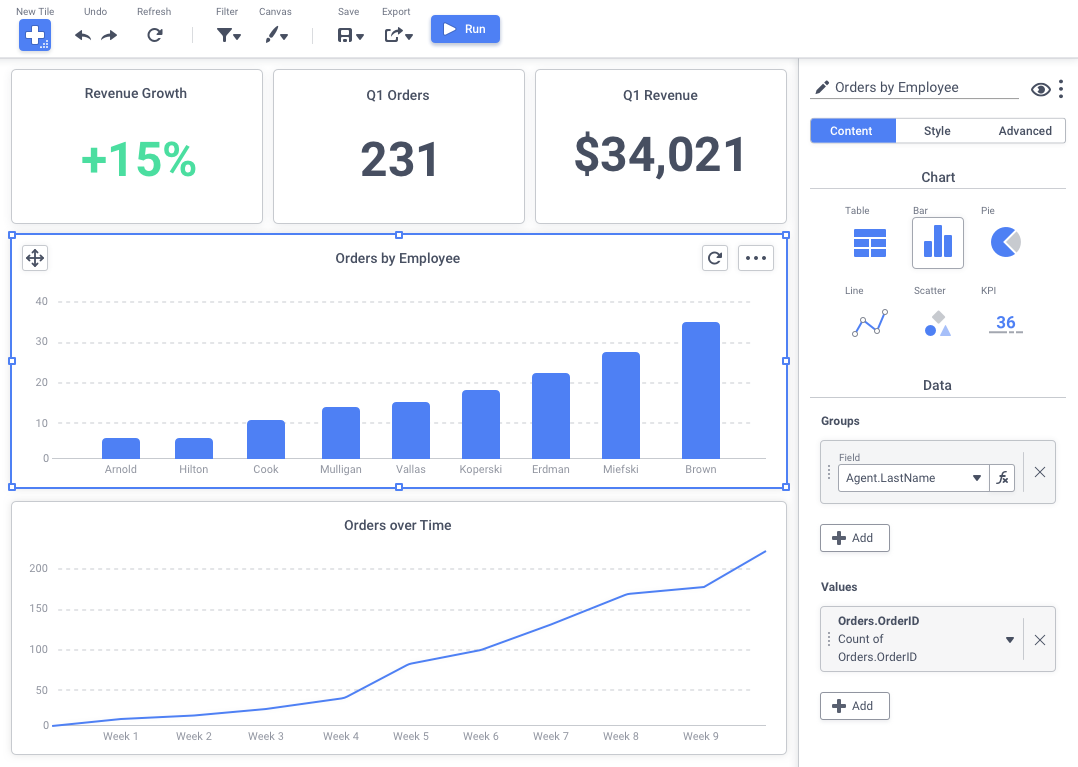 New Tile Undo Refresh Filter Canvas Save Export
Run
Revenue Growth
+15%
Q1 Orders
231
Q1 Revenue
$34,021
Orders by Employee
40
30
20
10
0
Arnold Hilton Cook Mulligan Vallas Koperski Erdman Miefski Brown
Orders over Time
200
150
100
50
0
Week 1 Week 2 Week 3 Week 4 Week 5 Week 6 Week 7 Week 8 Week 9
Orders by Employee
Content Style Advanced
Chart
Table Bar Pie
Line Scatter KPI
36
Data
Groups
Field
Agent.LastName fx
Add
Values
Orders.OrderID
Count of
Orders.OrderID
Add